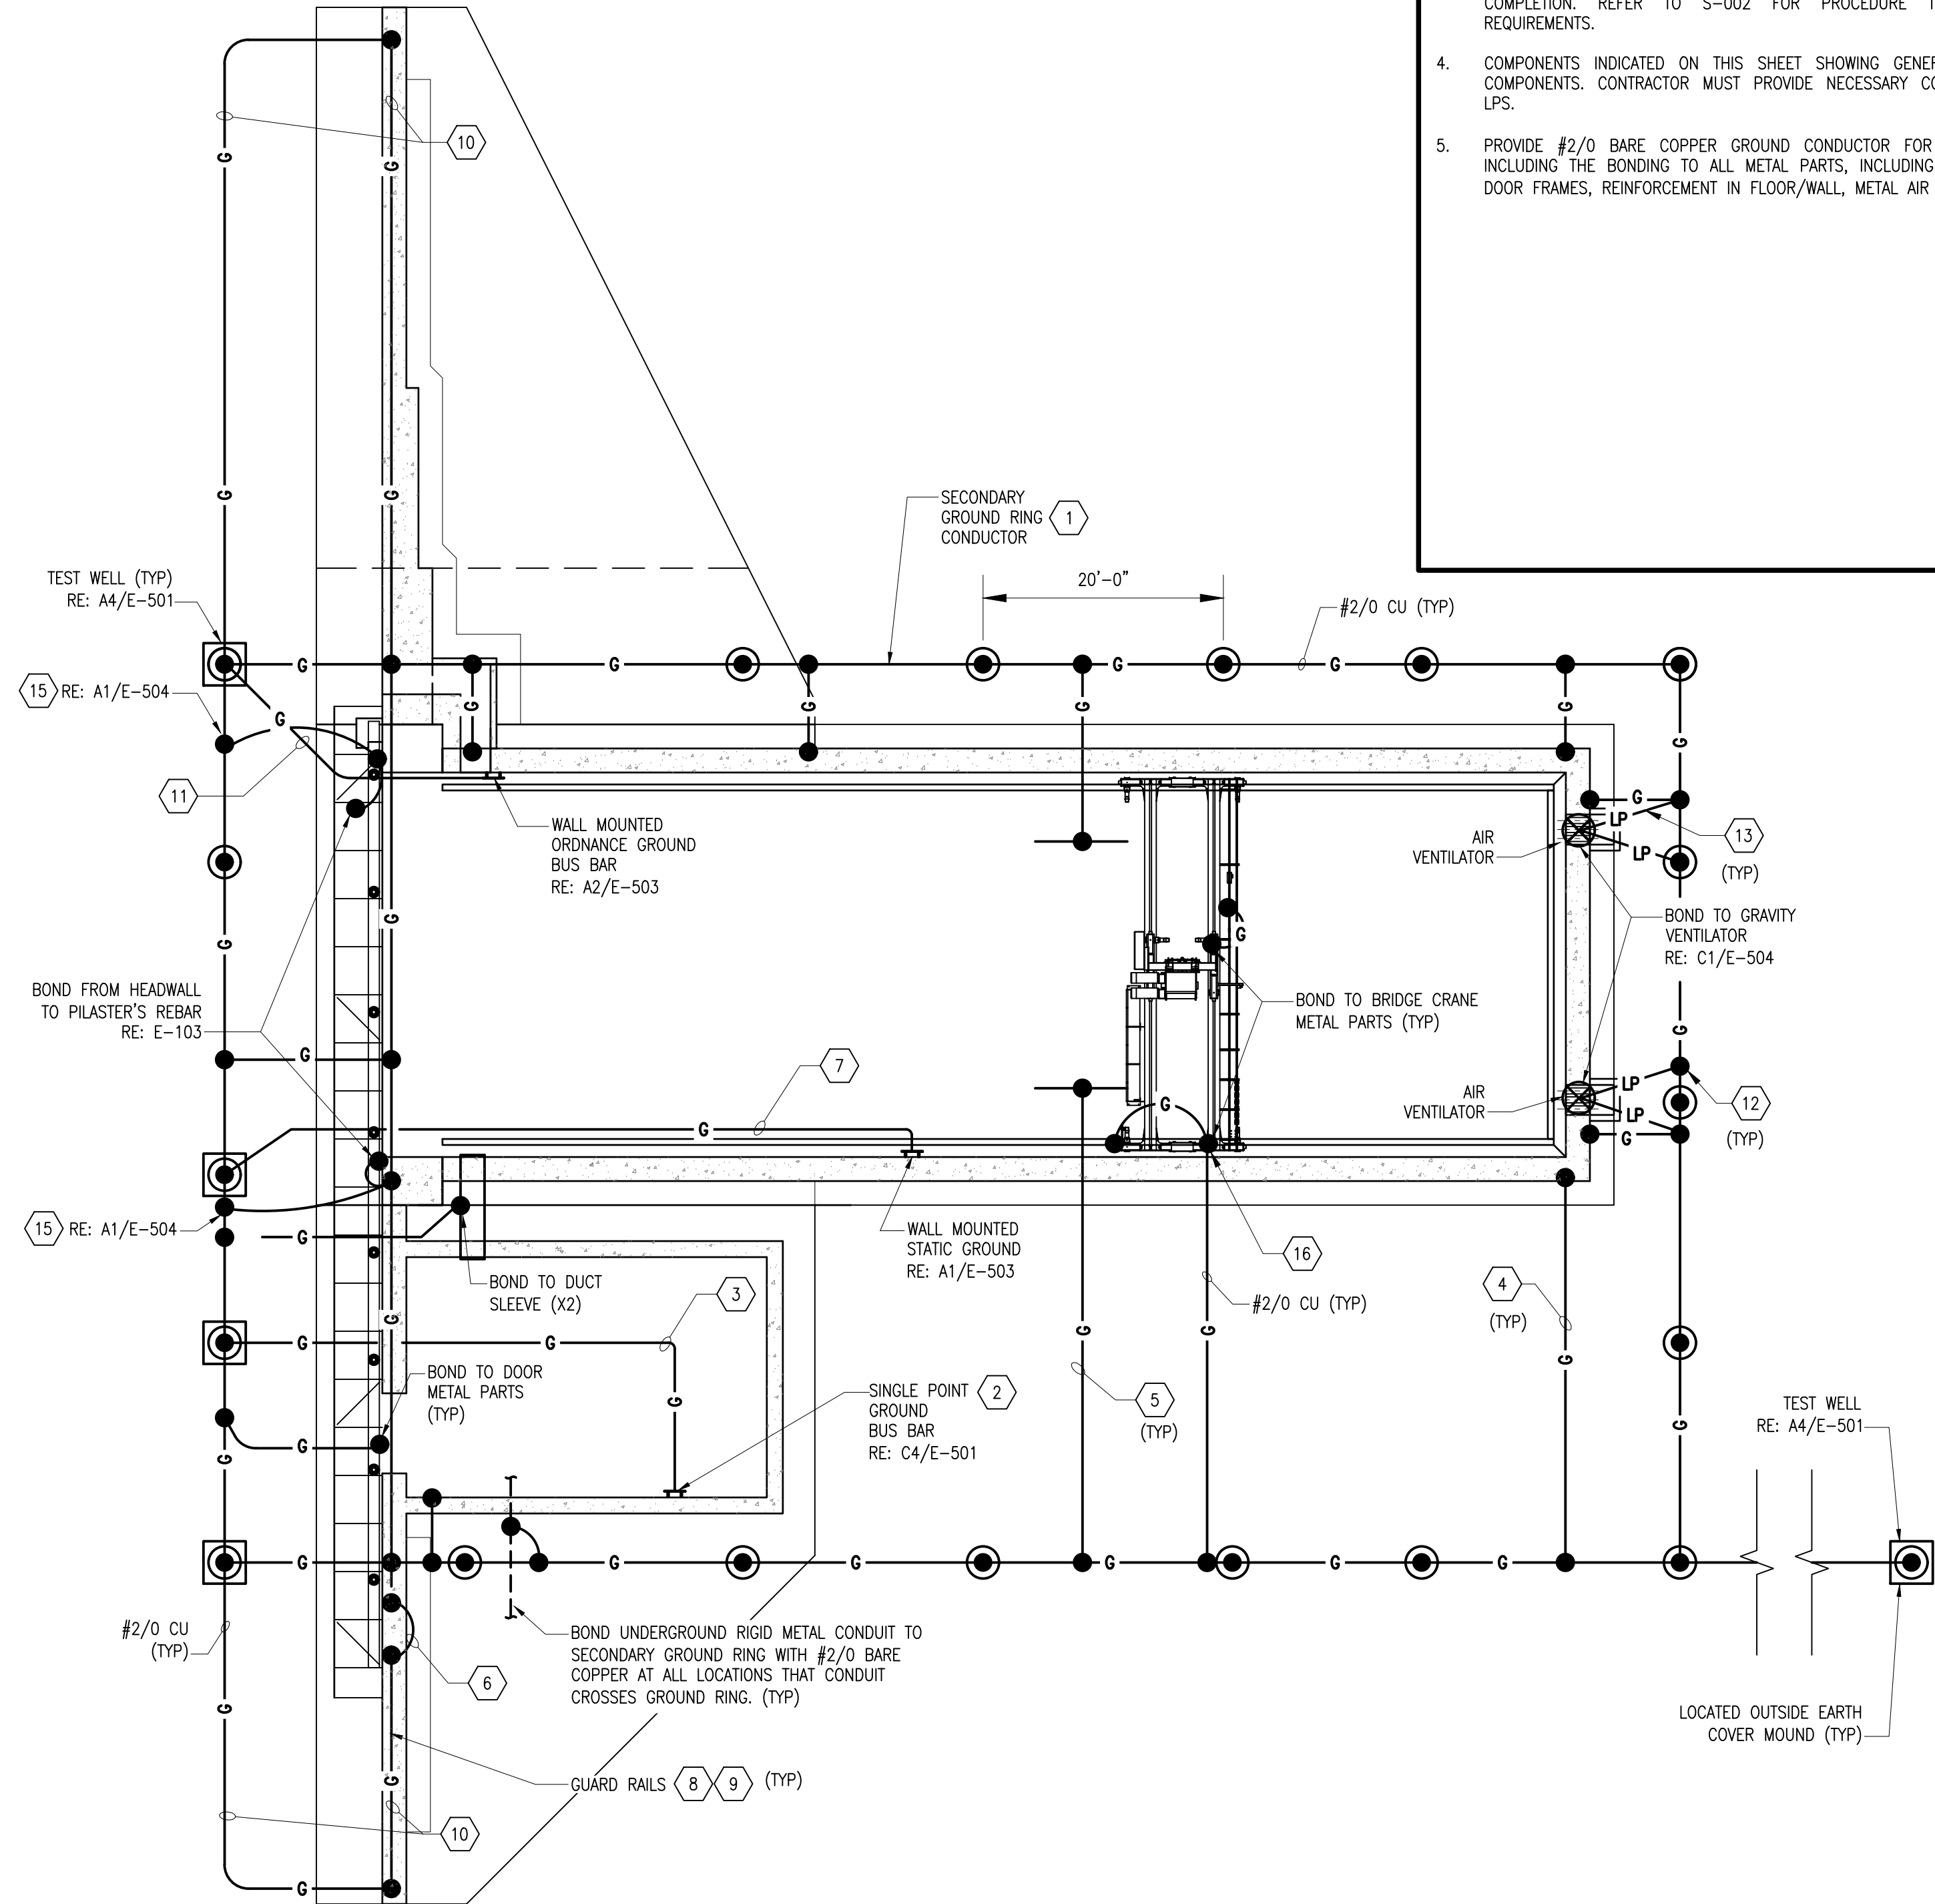 COMPLETION. REFER TO S-002 FOR PROCEDURE
REQUIREMENTS.
4. COMPONENTS INDICATED ON THIS SHEET SHOWING
COMPONENTS. CONTRACTOR MUST PROVIDE NECESSARY
LPS.
5. PROVIDE #2/0 BARE COPPER GROUND CONDUCTOR FOR
INCLUDING THE BONDING TO ALL METAL PARTS, INCLUDING
DOOR FRAMES, REINFORCEMENT IN FLOOR/WALL, METAL AIR
G
G
10
G
G
SECONDARY
GROUND RING 1
CONDUCTOR
20'-0"
#2/0 CU (TYP)
TEST WELL (TYP)
RE: A4/E-501
G
G
G
G
15 RE: A1/E-504
G
G
G
G
G
G
11
WALL MOUNTED
ORDNANCE GROUND
BUS BAR
RE: A2/E-503
AIR
VENTILATOR
G
LP
LP
13
(TYP)
G
G
G
BOND TO GRAVITY
VENTILATOR
RE: C1/E-504
BOND FROM HEADWALL
TO PILASTER'S REBAR
RE: E-103
BOND TO BRIDGE CRANE
METAL PARTS (TYP)
G
G
7
G
G
AIR
VENTILATOR
LP
LP
G
12
(TYP)
15 RE: A1/E-504
G
WALL MOUNTED
STATIC GROUND
RE: A1/E-503
16
BOND TO DUCT
SLEEVE (X2)
3
#2/0 CU (TYP)
4
(TYP)
G
G
G
G
G
G
BOND TO DOOR
METAL PARTS
(TYP)
G
SINGLE POINT 2
GROUND
BUS BAR
RE: C4/E-501
5
(TYP)
G
TEST WELL
RE: A4/E-501
G
G
G
G
G
G
G
G
#2/0 CU
(TYP)
BOND UNDERGROUND RIGID METAL CONDUIT TO
SECONDARY GROUND RING WITH #2/0 BARE
COPPER AT ALL LOCATIONS THAT CONDUIT
CROSSES GROUND RING. (TYP)
6
G
LOCATED OUTSIDE EARTH
COVER MOUND (TYP)
G
GUARD RAILS 8 9 (TYP)
10
G